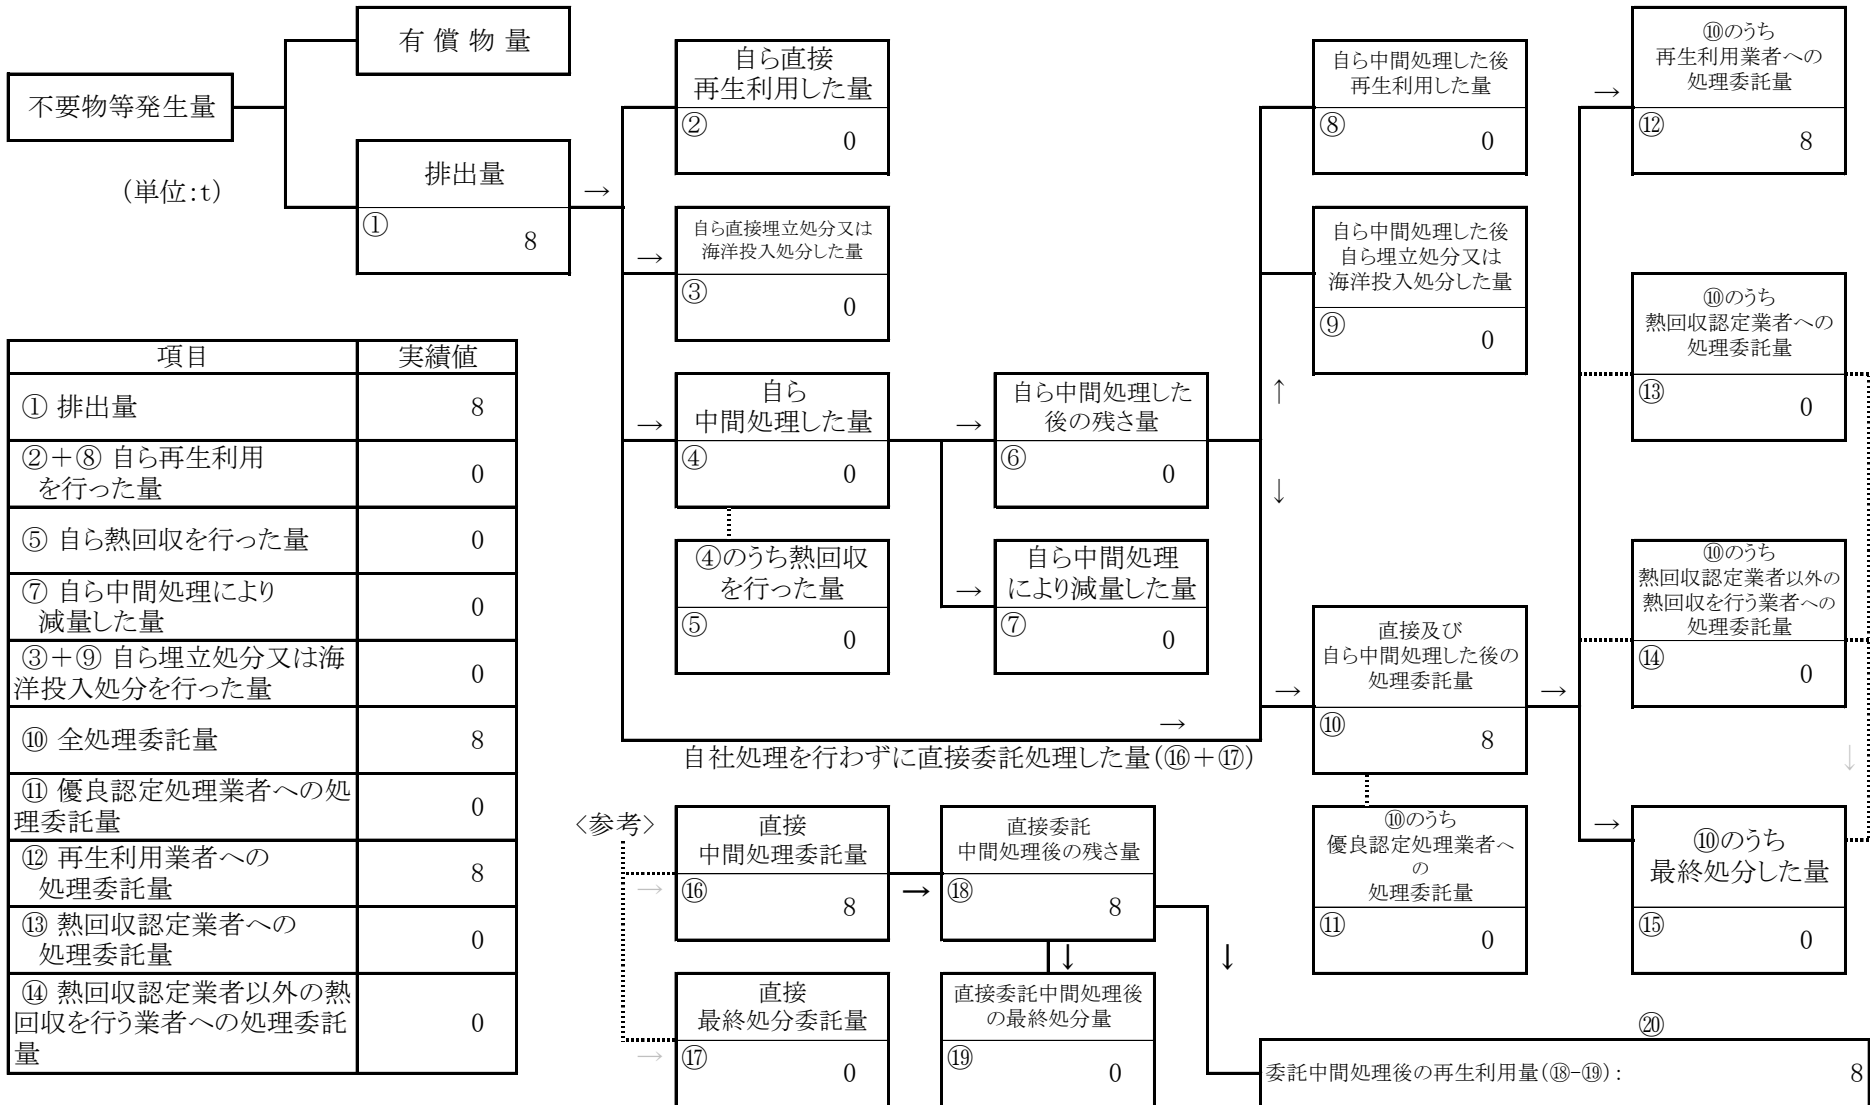 不要物等発生量
(単位:t)
有 償 物 量
排出量
①
8
→
自ら直接
再生利用した量
②
0
→
自ら直接埋立処分又は
海洋投入処分した量
③
0
→
自ら
中間処理した量
④
0
④のうち熱回収
を行った量
⑤
0
→
自ら中間処理した
後の残さ量
⑥
0
→
自ら中間処理
により減量した量
⑦
0
自ら中間処理した後
再生利用した量
⑧
0
自ら中間処理した後
自ら埋立処分又は
海洋投入処分した量
⑨
0
↑
↓
→
→
自社処理を行わずに直接委託処理した量(⑯+⑰)
直接及び
自ら中間処理した後の
処理委託量
⑩
8
⑩のうち
優良認定処理業者へ
の
処理委託量
⑪
0
→
→
⑩のうち
再生利用業者への
処理委託量
⑫
8
⑩のうち
熱回収認定業者への
処理委託量
⑬
0
⑩のうち
熱回収認定業者以外の
熱回収を行う業者への
処理委託量
⑭
0
↓
→
⑩のうち
最終処分した量
⑮
0
項目 実績値
① 排出量 8
②+⑧ 自ら再生利用
を行った量 0
⑤ 自ら熱回収を行った量 0
⑦ 自ら中間処理により
減量した量 0
③+⑨ 自ら埋立処分又は海
洋投入処分を行った量 0
⑩ 全処理委託量 8
⑪ 優良認定処理業者への処
理委託量 0
⑫ 再生利用業者への
処理委託量 8
⑬ 熱回収認定業者への
処理委託量 0
⑭ 熱回収認定業者以外の熱
回収を行う業者への処理委託
量 0
<参考>
→
直接
中間処理委託量
⑯
8
→
直接委託
中間処理後の残さ量
⑱
8
↓
↓
→
直接
最終処分委託量
⑰
0
直接委託中間処理後
の最終処分量
⑲
0
⑳
委託中間処理後の再生利用量(⑱-⑲): 8